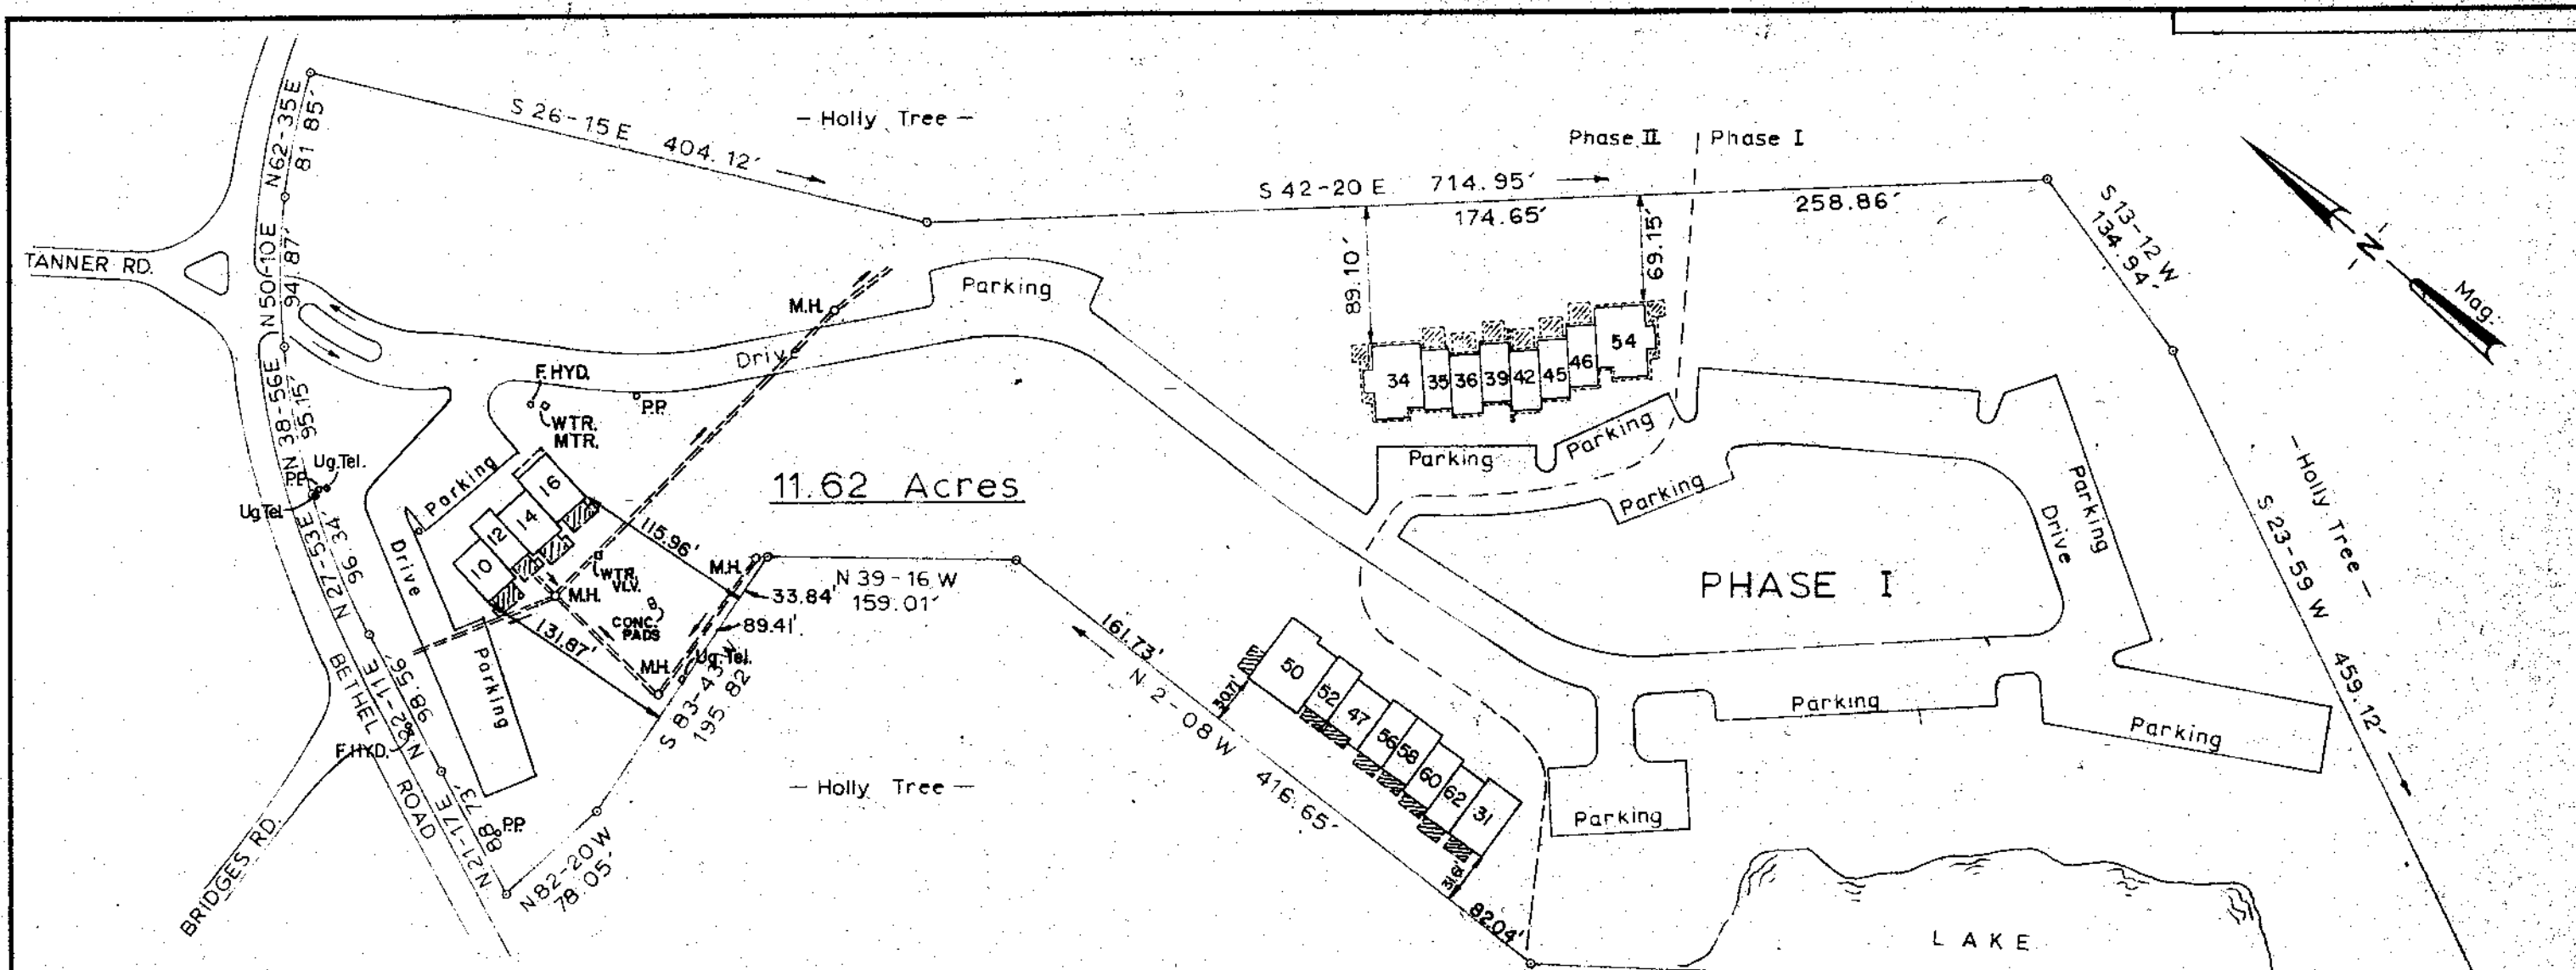 S 26-15 E 404.12'
- Holly Tree -
Phase II
Phase I
S 42-20 E 714.95'
174.65'
258.86'
89.10'
69.15'
S 13-12 W
134.94'
N
Mag.
N62-35E
81 85'
TANNER RD.
N50-10E
94.87'
Parking
M.H.
Drive
34
35
36
39
42
45
46
54
F.HYD.
WTR.
MTR.
P.P.
N 38-56E
95.15'
Ug.Tel.
P.P.
Ug.Tel.
Parking
16
14
12
10
11.62 Acres
Parking
Parking
Parking
Parking
Drive
- Holly Tree -
S 23-59 W
459.12'
N 27-53E
96.34'
Drive
115.96'
WTR.
VLV.
M.H.
M.H.
CONC.
PADS
131.87'
M.H.
Ug.Tel.
33.84'
89.41'
N 39-16 W
159.01'
S 83-43 W
195 82'
PHASE I
161.73'
N 2-08 W
416.65'
30.71'
50
52
47
56
58
60
62
31
31.61'
82.04'
BETHEL
ROAD
N 22-11E
98.56'
Parking
F.HYD.
N21-17E
88 73'
P.P.
BRIDGES RD.
N82-20W
78.05'
- Holly Tree -
Parking
Parking
Parking
LAKE